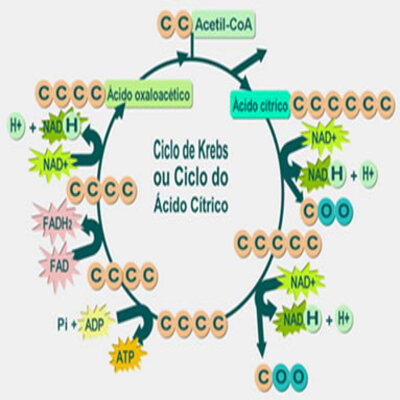 C C Acetil-CoA
C C C C Ácido oxaloacético
Ácido cítrico C C C C C C
H+ + NAD H
NAD+
NAD+
NAD H + H+
C O O
Ciclo de Krebs
ou Ciclo do
Ácido Cítrico
C C C C
C C C C C
FADH₂
FAD
C C C C
NAD+
NAD H + H+
Pi + ADP
C C C C
ATP
C O O